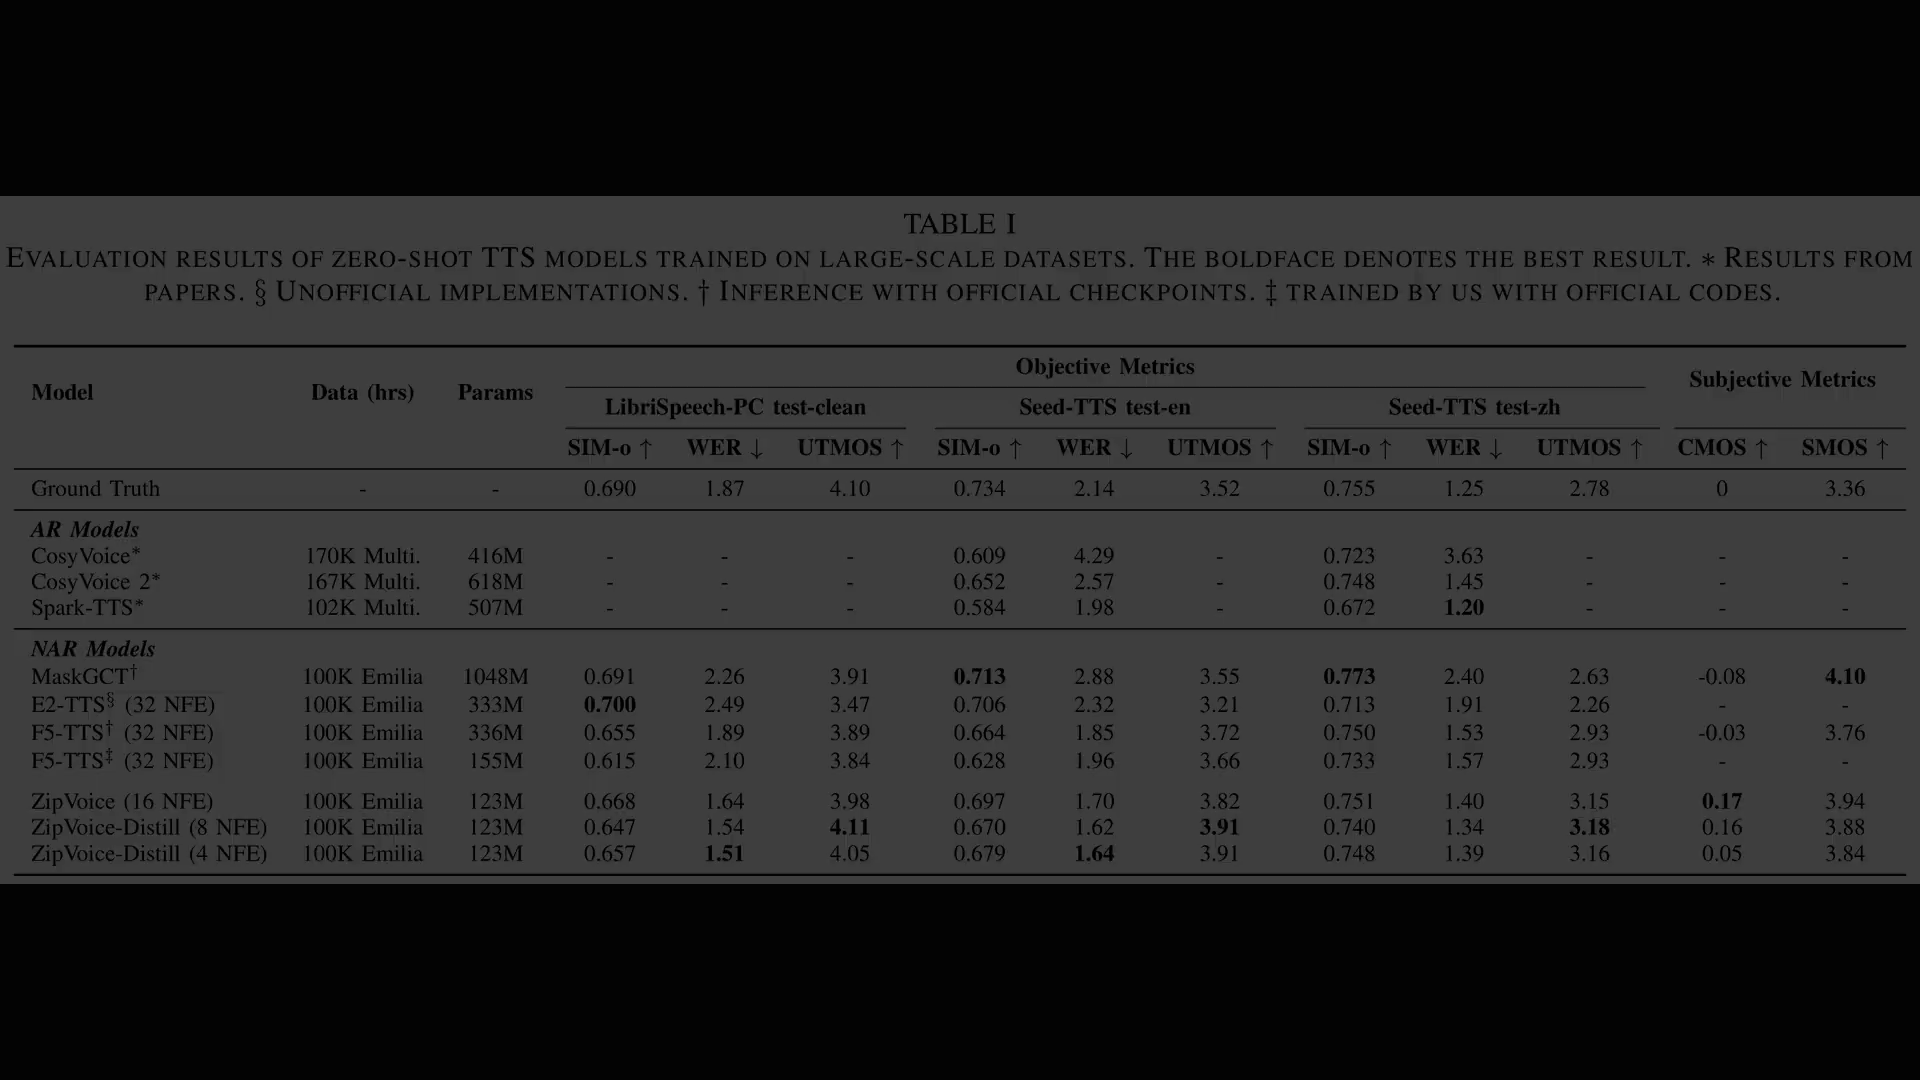 TABLE I
EVALUATION RESULTS OF ZERO-SHOT TTS MODELS TRAINED ON LARGE-SCALE DATASETS. THE BOLDFACE DENOTES THE BEST RESULT. ∗ RESULTS FROM
PAPERS. § UNOFFICIAL IMPLEMENTATIONS. † INFERENCE WITH OFFICIAL CHECKPOINTS. ‡ TRAINED BY US WITH OFFICIAL CODES.
Model Data (hrs) Params Objective Metrics Subjective Metrics
LibriSpeech-PC test-clean Seed-TTS test-en Seed-TTS test-zh
SIM-o ↑ WER ↓ UTMOS ↑ SIM-o ↑ WER ↓ UTMOS ↑ SIM-o ↑ WER ↓ UTMOS ↑ CMOS ↑ SMOS ↑
Ground Truth - - 0.690 1.87 4.10 0.734 2.14 3.52 0.755 1.25 2.78 0 3.36
AR Models
CosyVoice* 170K Multi. 416M - - - 0.609 4.29 - 0.723 3.63 - - -
CosyVoice 2* 167K Multi. 618M - - - 0.652 2.57 - 0.748 1.45 - - -
Spark-TTS* 102K Multi. 507M - - - 0.584 1.98 - 0.672 1.20 - - -
NAR Models
MaskGCT† 100K Emilia 1048M 0.691 2.26 3.91 0.713 2.88 3.55 0.773 2.40 2.63 -0.08 4.10
E2-TTS§ (32 NFE) 100K Emilia 333M 0.700 2.49 3.47 0.706 2.32 3.21 0.713 1.91 2.26 - -
F5-TTS† (32 NFE) 100K Emilia 336M 0.655 1.89 3.89 0.664 1.85 3.72 0.750 1.53 2.93 -0.03 3.76
F5-TTS‡ (32 NFE) 100K Emilia 155M 0.615 2.10 3.84 0.628 1.96 3.66 0.733 1.57 2.93 - -
ZipVoice (16 NFE) 100K Emilia 123M 0.668 1.64 3.98 0.697 1.70 3.82 0.751 1.40 3.15 0.17 3.94
ZipVoice-Distill (8 NFE) 100K Emilia 123M 0.647 1.54 4.11 0.670 1.62 3.91 0.740 1.34 3.18 0.16 3.88
ZipVoice-Distill (4 NFE) 100K Emilia 123M 0.657 1.51 4.05 0.679 1.64 3.91 0.748 1.39 3.16 0.05 3.84